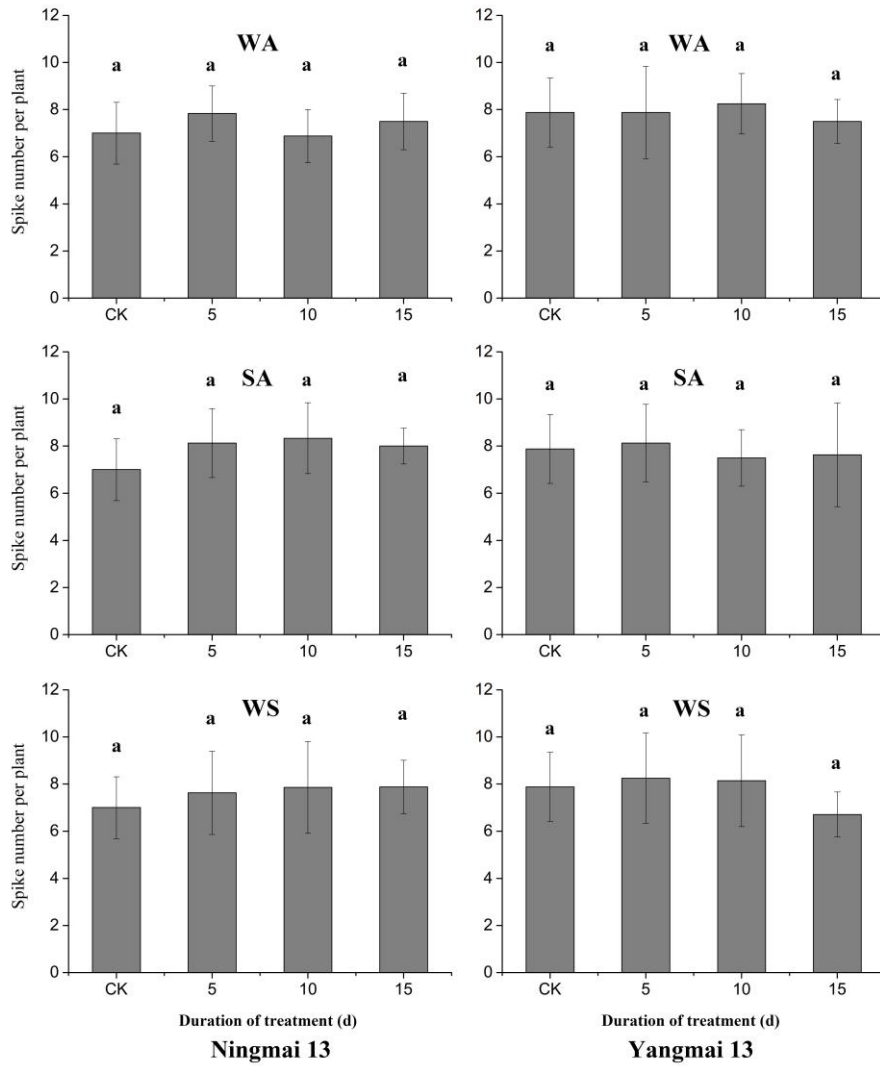 12
10
8
6
4
2
0
Spike number per plant
WA
a a a a
CK 5 10 15
12
10
8
6
4
2
0
WA
a a a a
CK 5 10 15
12
10
8
6
4
2
0
Spike number per plant
SA
a a a a
CK 5 10 15
12
10
8
6
4
2
0
SA
a a a a
CK 5 10 15
12
10
8
6
4
2
0
Spike number per plant
WS
a a a a
CK 5 10 15
Duration of treatment (d)
Ningmai 13
12
10
8
6
4
2
0
WS
a a a a
CK 5 10 15
Duration of treatment (d)
Yangmai 13